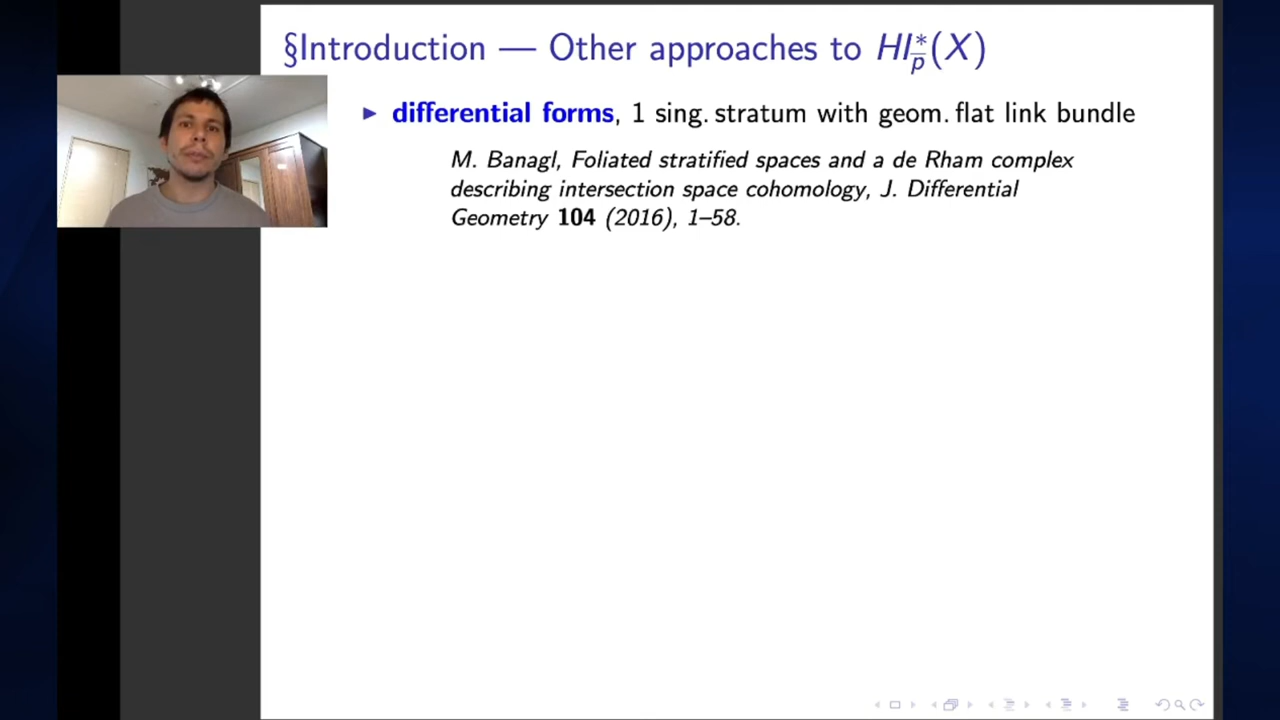 §Introduction — Other approaches to HI*p̅(X)
▶ differential forms, 1 sing. stratum with geom. flat link bundle
M. Banagl, Foliated stratified spaces and a de Rham complex
describing intersection space cohomology, J. Differential
Geometry 104 (2016), 1–58.